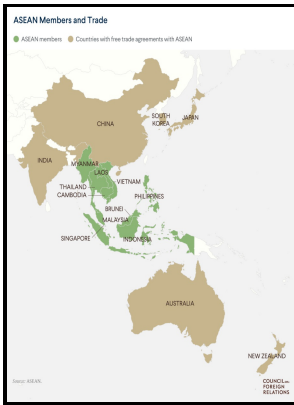 ASEAN Members and Trade
ASEAN members Countries with free trade agreements with ASEAN
CHINA
SOUTH
KOREA
JAPAN
INDIA
MYANMAR
LAOS
VIETNAM
THAILAND
CAMBODIA
PHILIPPINES
BRUNEI
MALAYSIA
SINGAPORE
INDONESIA
AUSTRALIA
NEW ZEALAND
Source: ASEAN.
COUNCIL on
FOREIGN
RELATIONS